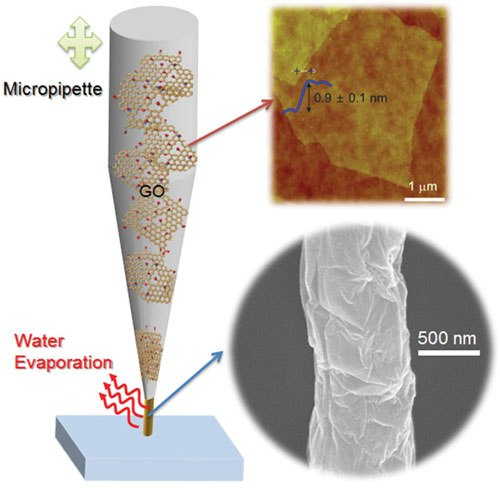 Micropipette
GO
Water
Evaporation
+ +
0.9 ± 0.1 nm
1 μm
500 nm